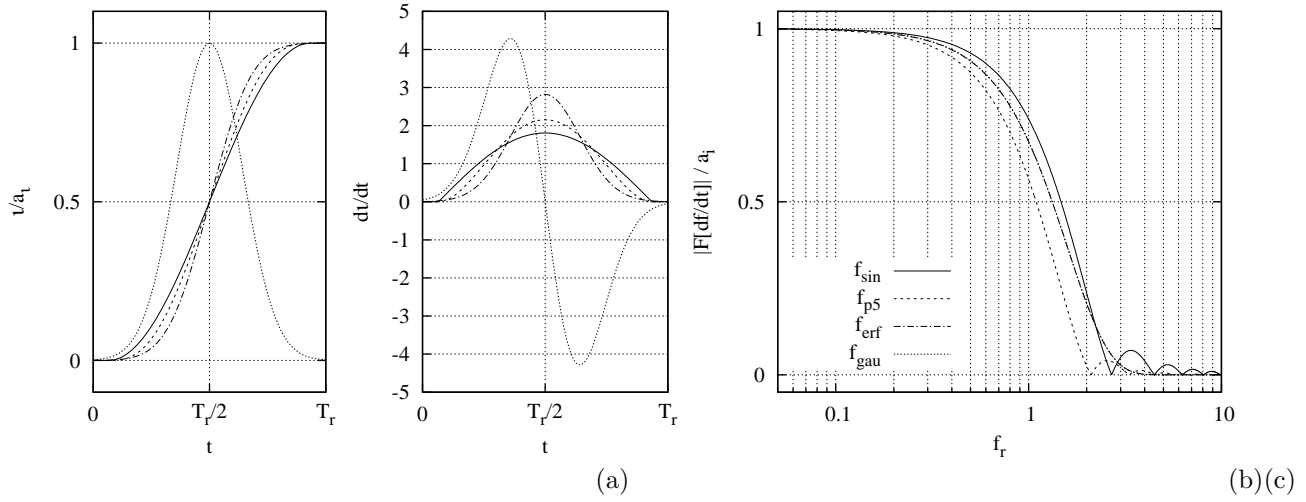 1
0.5
0
ι/a_ι
0
T_r/2
T_r
t
5
4
3
2
1
0
-1
-2
-3
-4
-5
dι/dt
0
T_r/2
T_r
t
1
0.5
0
|F[df/dt]| / a_i
f_sin
f_p5
f_erf
f_gau
0.1
1
10
f_r
(a)
(b)(c)